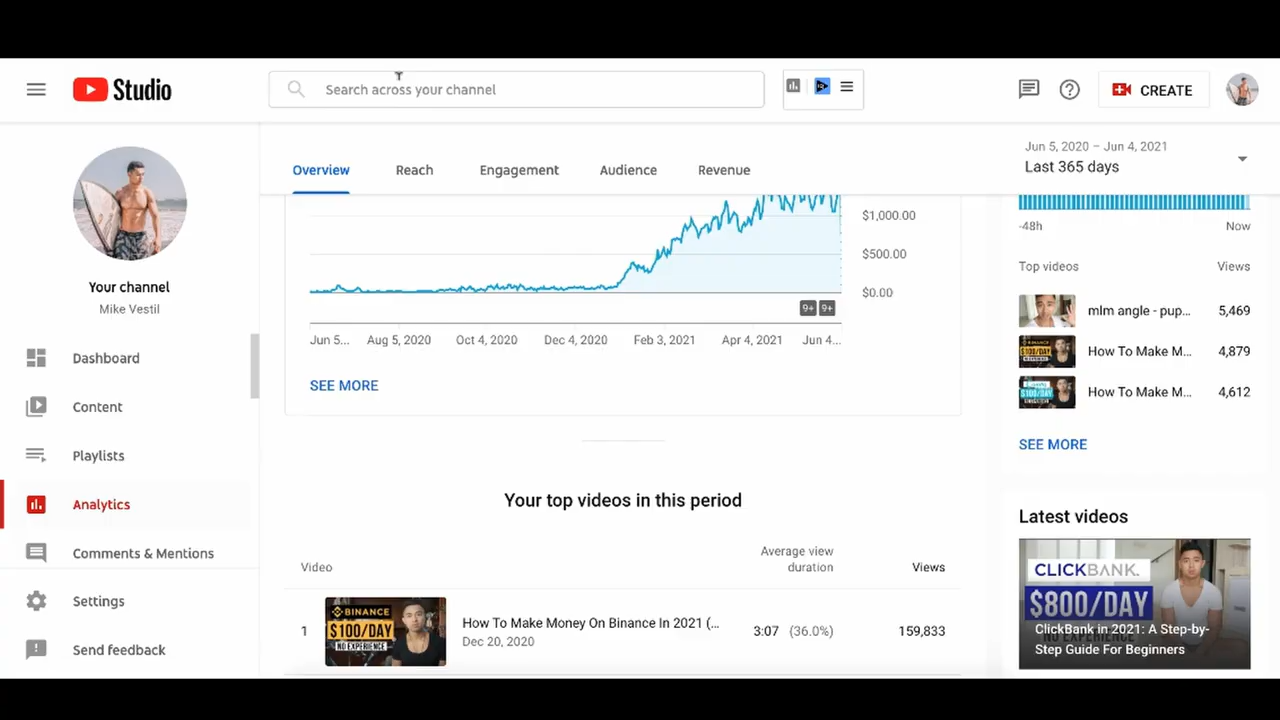 Studio
Search across your channel
CREATE
Your channel
Mike Vestil
Dashboard
Content
Playlists
Analytics
Comments & Mentions
Settings
Send feedback
Overview
Reach
Engagement
Audience
Revenue
Jun 5, 2020 – Jun 4, 2021
Last 365 days
$1,000.00
$500.00
$0.00
9+ 9+
Jun 5... Aug 5, 2020 Oct 4, 2020 Dec 4, 2020 Feb 3, 2021 Apr 4, 2021 Jun 4...
SEE MORE
Your top videos in this period
Video
Average view
duration
Views
1
BINANCE
$100/DAY
NO EXPERIENCE
How To Make Money On Binance In 2021 (...
Dec 20, 2020
3:07 (36.0%)
159,833
-48h Now
Top videos Views
mlm angle - pup... 5,469
BINANCE
$100/DAY
How To Make M... 4,879
$100/DAY
How To Make M... 4,612
SEE MORE
Latest videos
CLICKBANK.
$800/DAY
NO EXPERIENCE
ClickBank in 2021: A Step-by-
Step Guide For Beginners